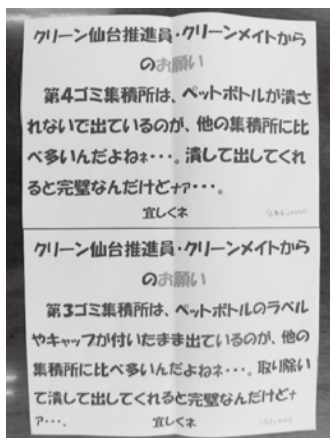 クリーン仙台推進員・クリーンメイトから
のお願い
第4ゴミ集積所は、ペットボトルが潰さ
れないで出ているのが、他の集積所に比
べ多いんだよねネ・・・。潰して出してくれ
ると完璧なんだけどナァ・・・。
宜しくネ
クリーン仙台推進員・クリーンメイトから
のお願い
第3ゴミ集積所は、ペットボトルのラベル
やキャップが付いたまま出ているのが、他の
集積所に比べ多いんだよねネ・・・。取り除い
て潰して出してくれると完璧なんだけどナ
ァ・・・。 宜しくネ